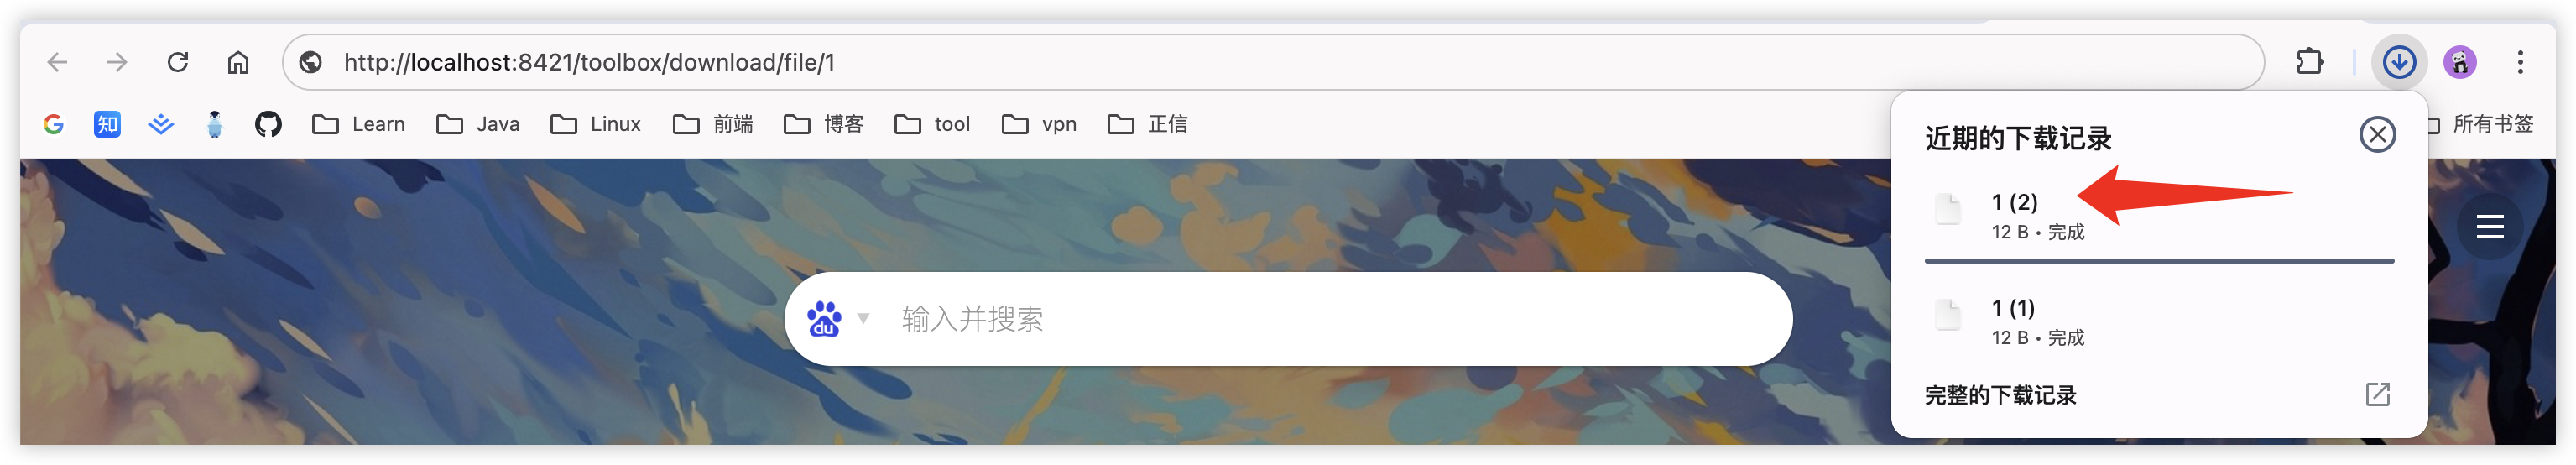 http://localhost:8421/toolbox/download/file/1
知 Learn Java Linux 前端 博客 tool vpn 正信 所有书签
近期的下载记录
1 (2)
12 B • 完成
1 (1)
12 B • 完成
完整的下载记录
du 输入并搜索